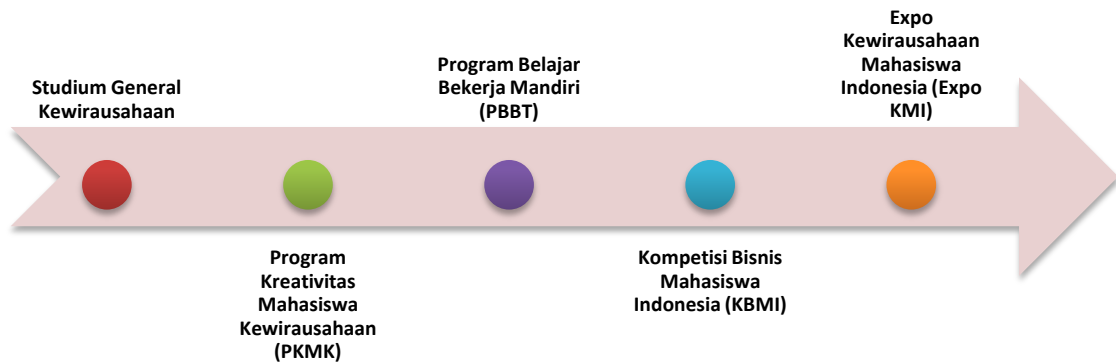 Studium General
Kewirausahaan
Program
Kreativitas
Mahasiswa
Kewirausahaan
(PKMK)
Program Belajar
Bekerja Mandiri
(PBBT)
Kompetisi Bisnis
Mahasiswa
Indonesia (KBMI)
Expo
Kewirausahaan
Mahasiswa
Indonesia (Expo
KMI)